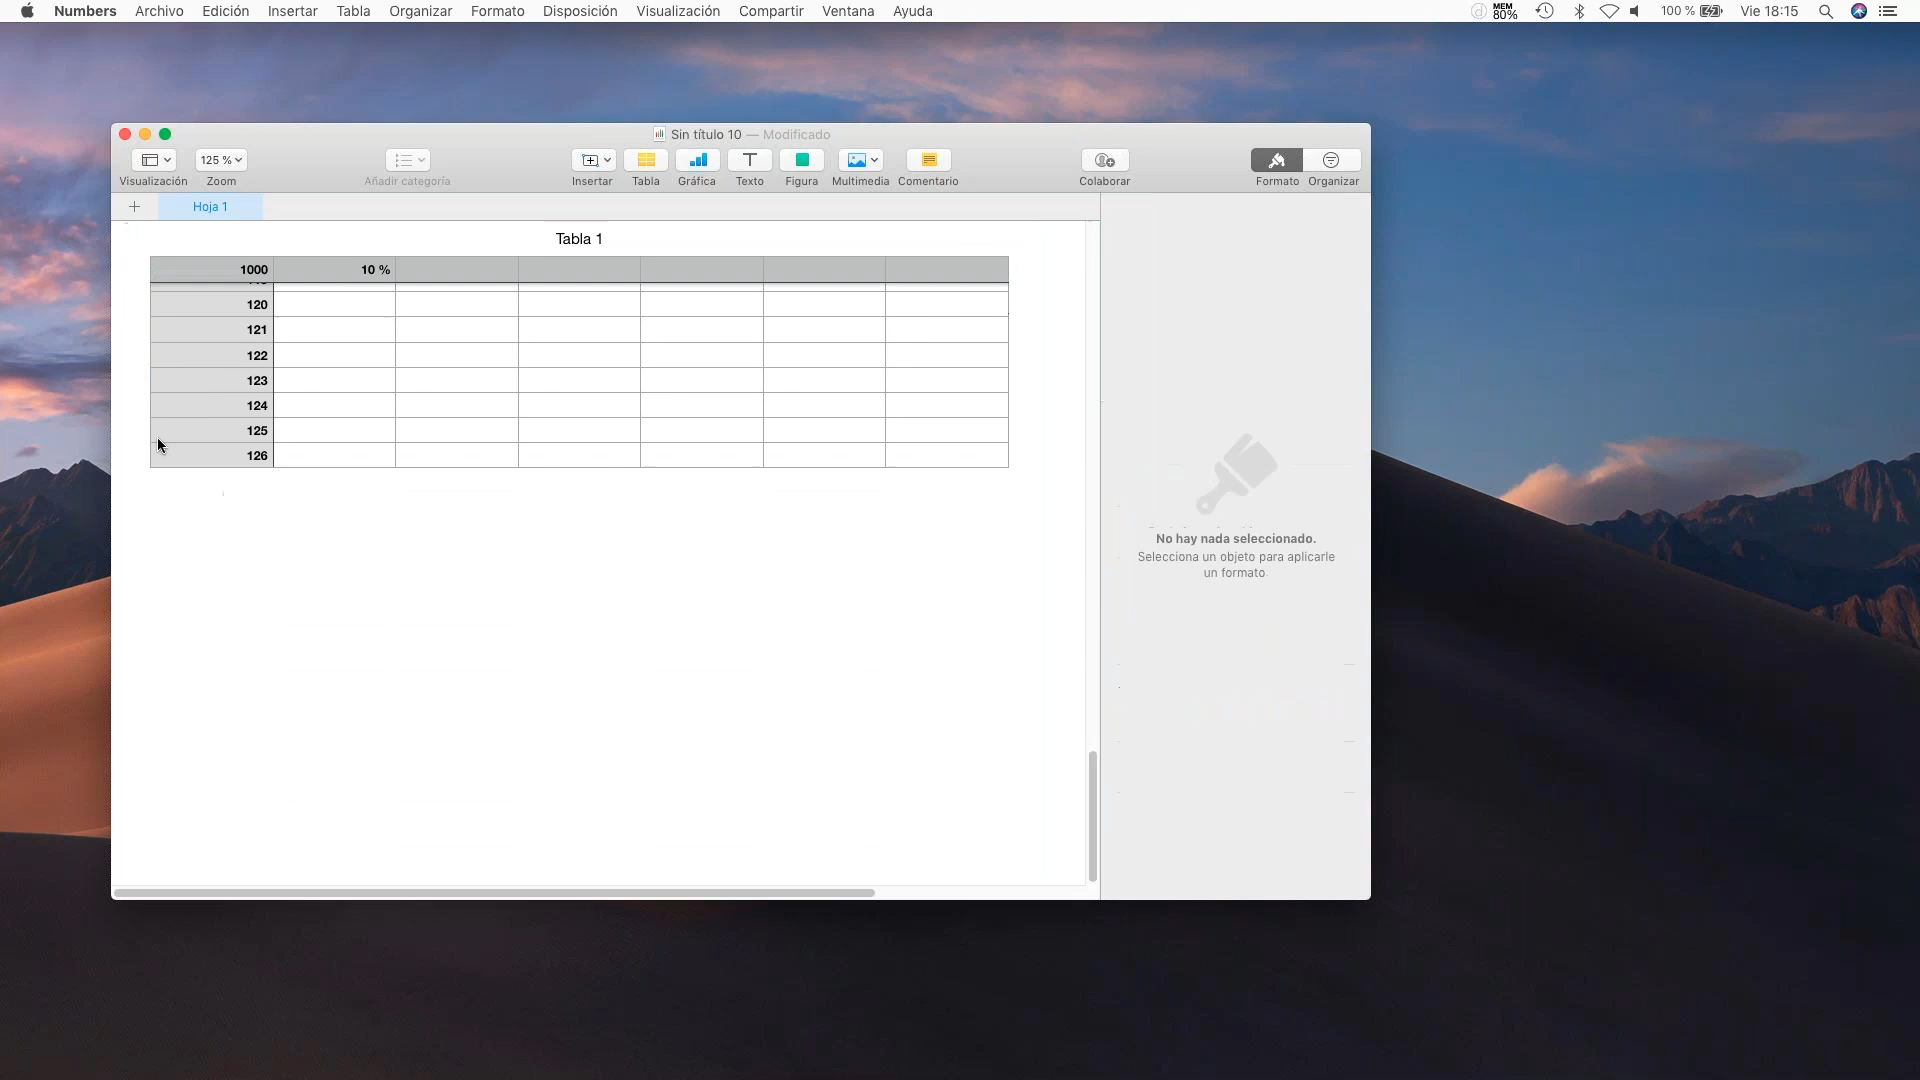 Numbers Archivo Edición Insertar Tabla Organizar Formato Disposición Visualización Compartir Ventana Ayuda MEM 80% 100 % Vie 18:15
Sin título 10 — Modificado
125 %
Visualización Zoom Añadir categoría Insertar Tabla Gráfica Texto Figura Multimedia Comentario Colaborar Formato Organizar
Hoja 1
Tabla 1
1000 10 %
120
121
122
123
124
125
126
No hay nada seleccionado.
Selecciona un objeto para aplicarle
un formato.